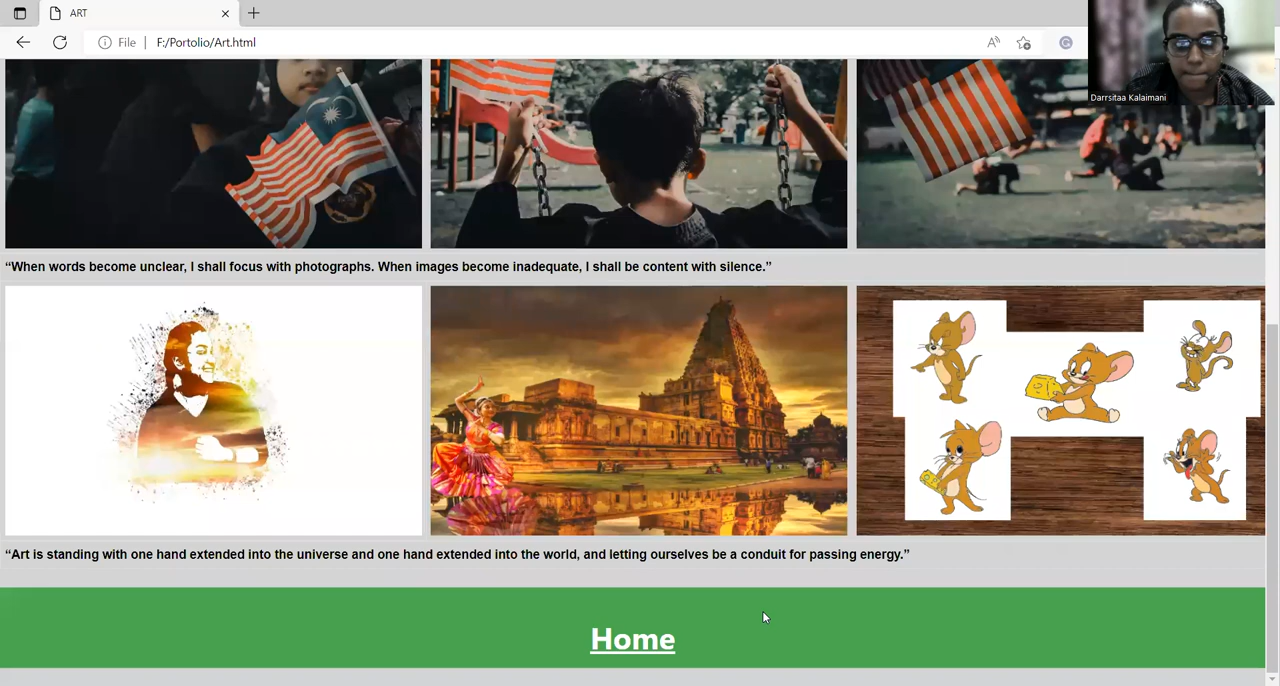 ART
File
F:/Portolio/Art.html
Darrsitaa Kalaimani
“When words become unclear, I shall focus with photographs. When images become inadequate, I shall be content with silence.”
“Art is standing with one hand extended into the universe and one hand extended into the world, and letting ourselves be a conduit for passing energy.”
Home